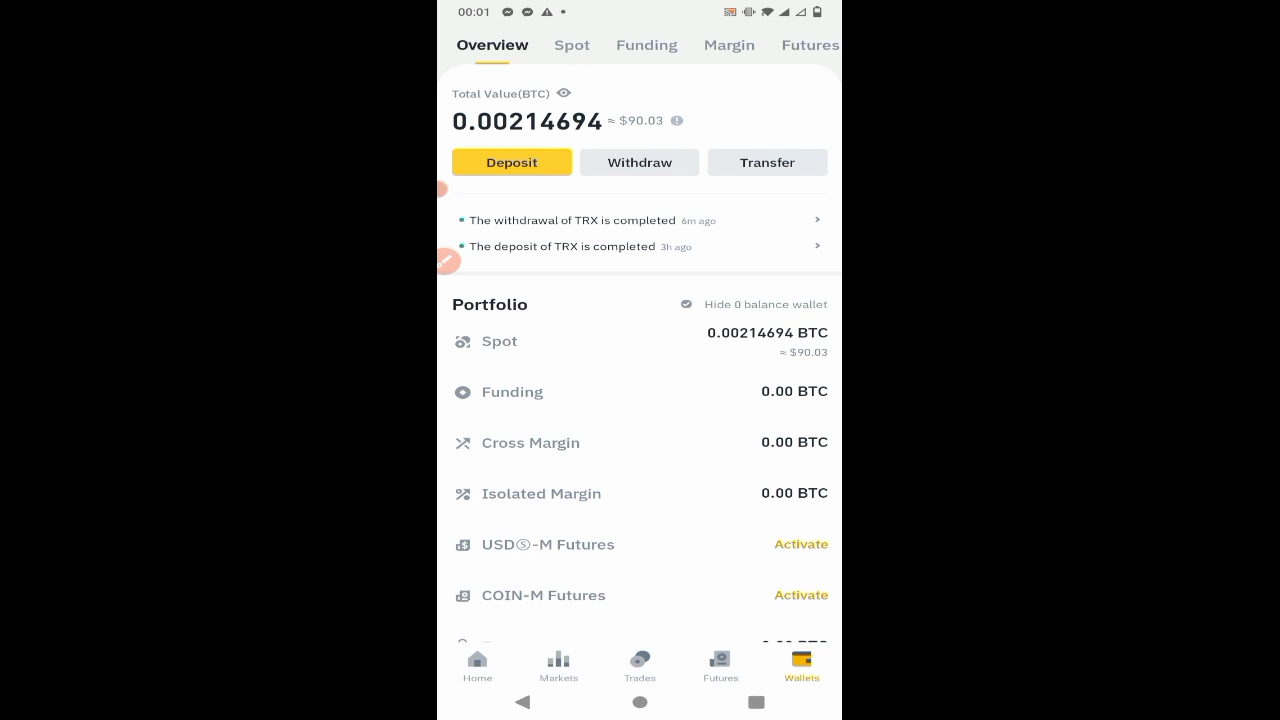 00:01
Overview Spot Funding Margin Futures
Total Value(BTC)
0.00214694 ≈ $90.03
Deposit Withdraw Transfer
The withdrawal of TRX is completed 6m ago
The deposit of TRX is completed 3h ago
Portfolio Hide 0 balance wallet
Spot 0.00214694 BTC
≈ $90.03
Funding 0.00 BTC
Cross Margin 0.00 BTC
Isolated Margin 0.00 BTC
USDⓈ-M Futures Activate
COIN-M Futures Activate
Home Markets Trades Futures Wallets